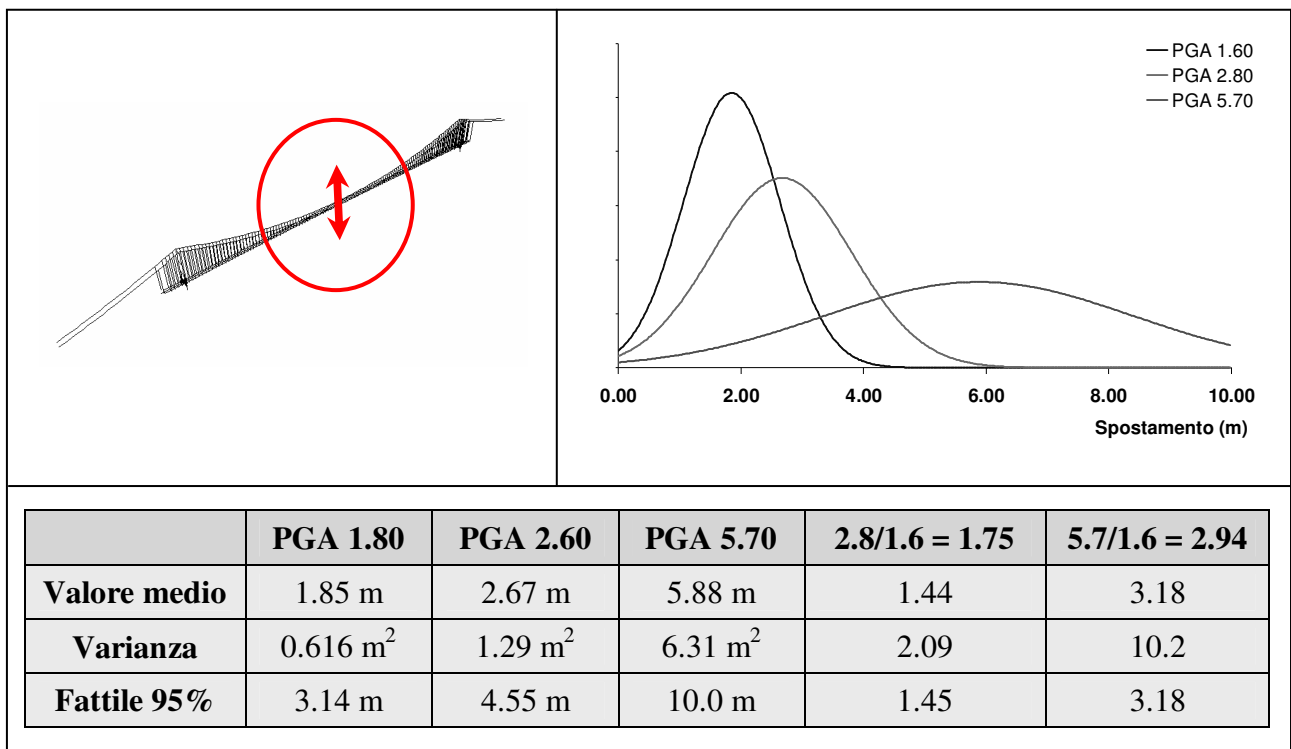 PGA 1.60
PGA 2.80
PGA 5.70
0.00 2.00 4.00 6.00 8.00 10.00
Spostamento (m)
PGA 1.80 PGA 2.60 PGA 5.70 2.8/1.6 = 1.75 5.7/1.6 = 2.94
Valore medio 1.85 m 2.67 m 5.88 m 1.44 3.18
Varianza 0.616 m² 1.29 m² 6.31 m² 2.09 10.2
Fattile 95% 3.14 m 4.55 m 10.0 m 1.45 3.18